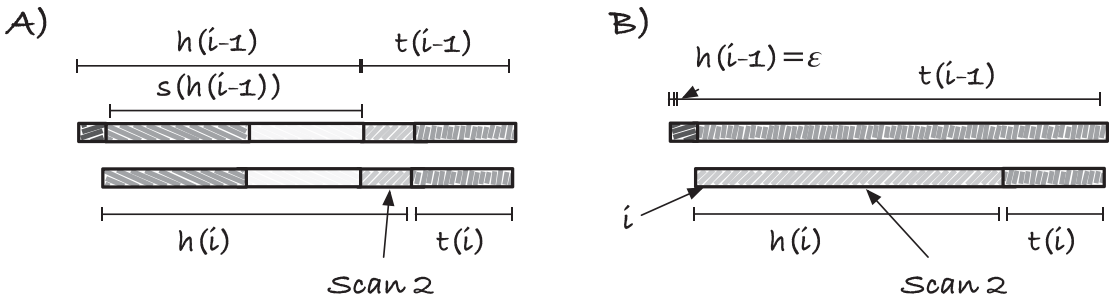 A)
h(i-1)
t(i-1)
s(h(i-1))
h(i)
t(i)
Scan 2
B)
h(i-1)=ε
t(i-1)
i
h(i)
t(i)
Scan 2